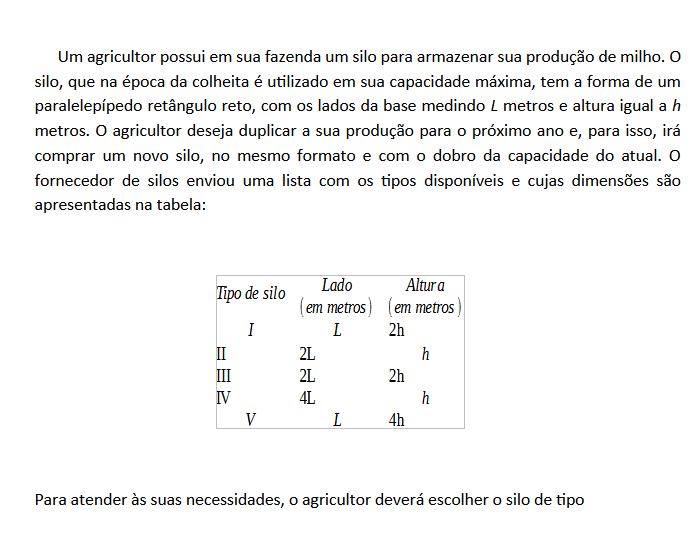 Um agricultor possui em sua fazenda um silo para armazenar sua produção de milho. O
silo, que na época da colheita é utilizado em sua capacidade máxima, tem a forma de um
paralelepípedo retângulo reto, com os lados da base medindo L metros e altura igual a h
metros. O agricultor deseja duplicar a sua produção para o próximo ano e, para isso, irá
comprar um novo silo, no mesmo formato e com o dobro da capacidade do atual. O
fornecedor de silos enviou uma lista com os tipos disponíveis e cujas dimensões são
apresentadas na tabela:
Tipo de silo Lado (em metros) Altura (em metros)
I L 2h
II 2L h
III 2L 2h
IV 4L h
V L 4h
Para atender às suas necessidades, o agricultor deverá escolher o silo de tipo